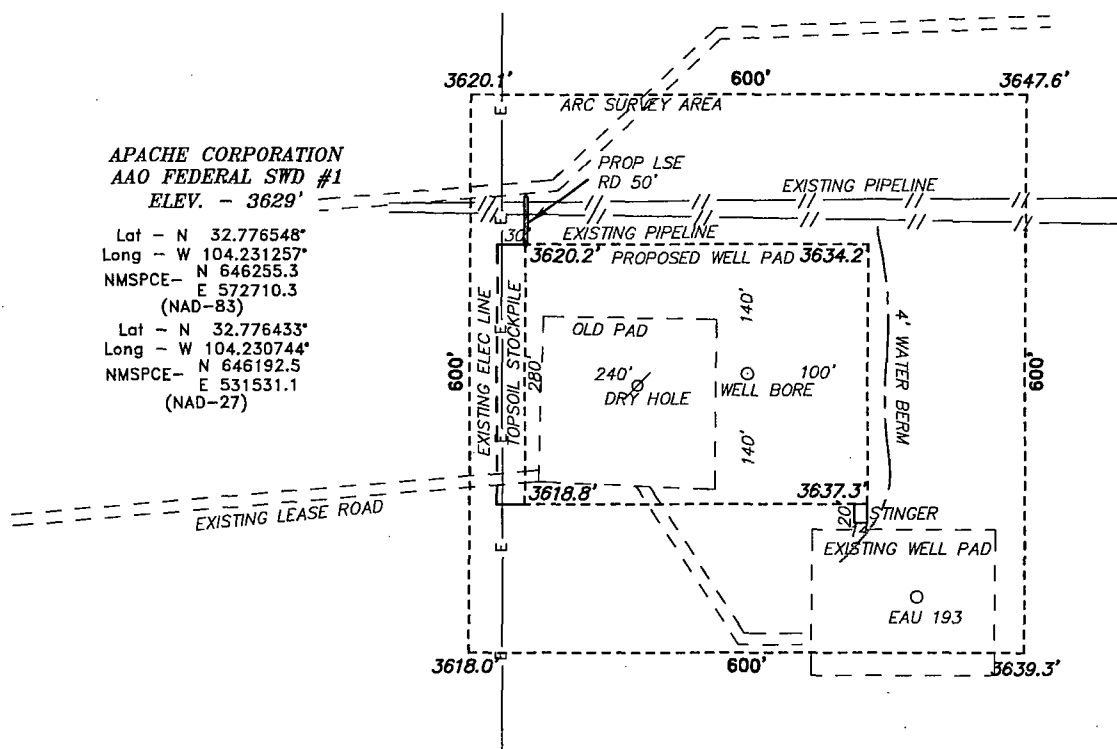 3620.1'
600'
3647.6'
ARC SURVEY AREA
APACHE CORPORATION
AAO FEDERAL SWD #1
ELEV. - 3629'
Lat - N 32.776548°
Long - W 104.231257°
NMSPCE- N 646255.3
E 572710.3
(NAD-83)
Lat - N 32.776433°
Long - W 104.230744°
NMSPCE- N 646192.5
E 531531.1
(NAD-27)
PROP LSE
RD 50'
EXISTING PIPELINE
30'
EXISTING PIPELINE
3620.2' PROPOSED WELL PAD 3634.2'
E
E
E
E
E
E
EXISTING ELEC LINE
TOPSOIL STOCKPILE
600'
280'
OLD PAD
140'
240'
DRY HOLE
WELL BORE
100'
140'
4' WATER BERM
600'
3618.8'
3637.3'
EXISTING LEASE ROAD
20'
14'
STINGER
EXISTING WELL PAD
EAU 193
3618.0'
600'
3639.3'